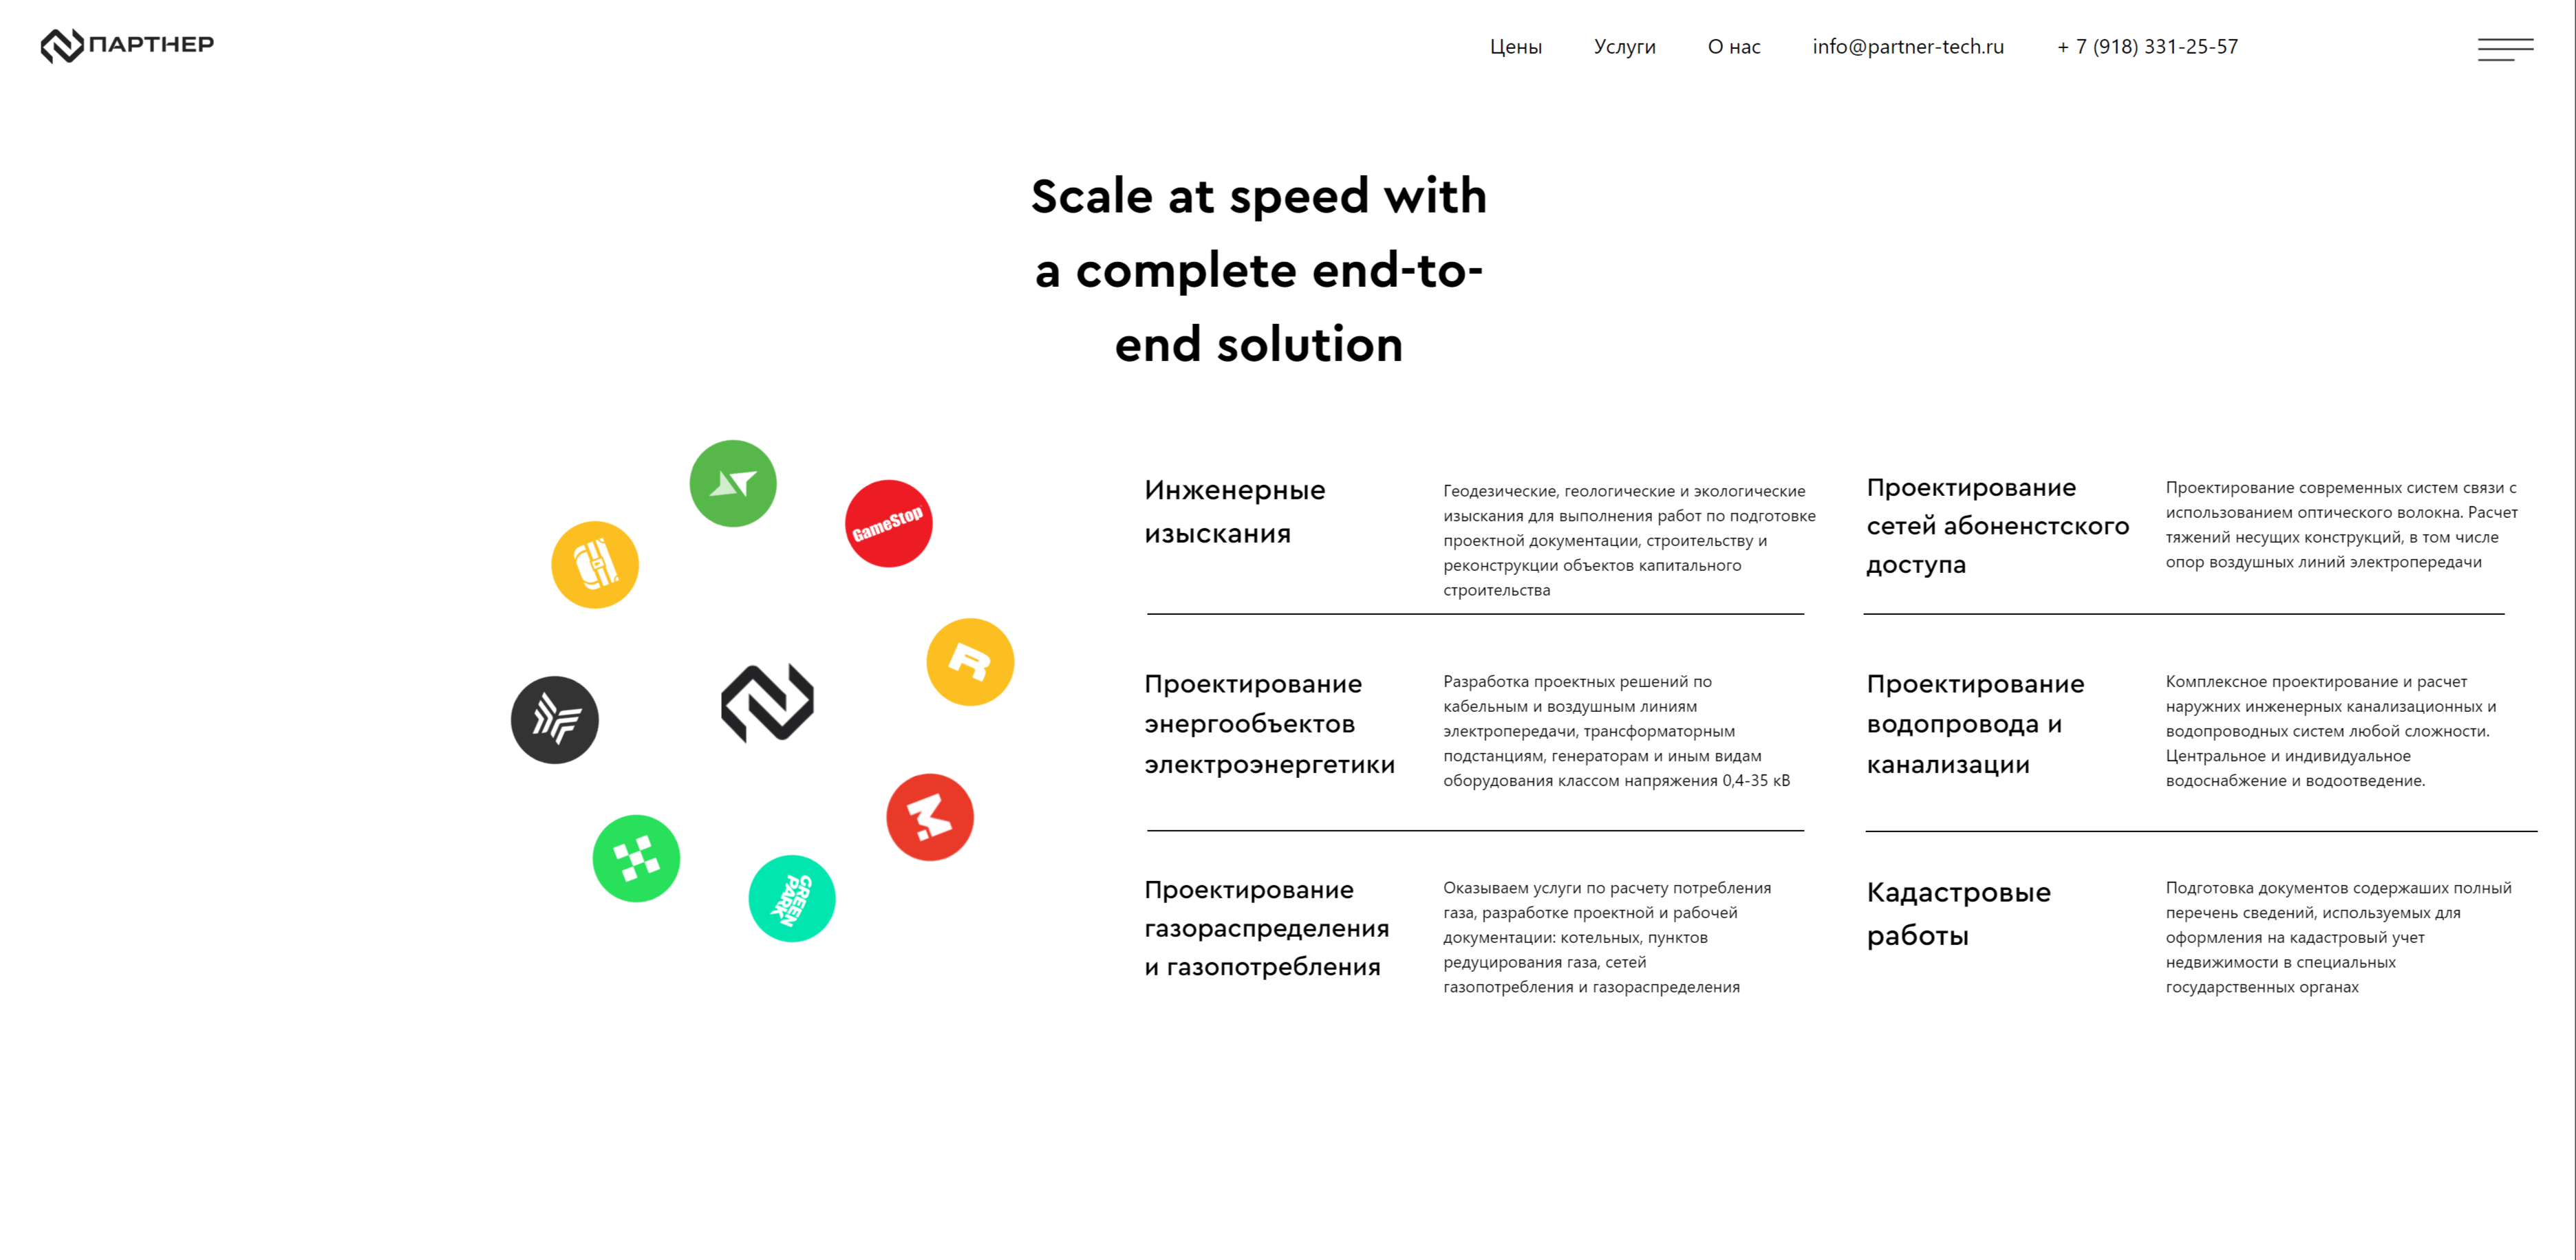 ПАРТНЕР
Цены
Услуги
О нас
info@partner-tech.ru
+ 7 (918) 331-25-57
Scale at speed with
a complete end-to-
end solution
GameStop
R
GREEN
PARK
Инженерные
изыскания
Геодезические, геологические и экологические
изыскания для выполнения работ по подготовке
проектной документации, строительству и
реконструкции объектов капитального
строительства
Проектирование
сетей абоненстского
доступа
Проектирование современных систем связи с
использованием оптического волокна. Расчет
тяжений несущих конструкций, в том числе
опор воздушных линий электропередачи
Проектирование
энергообъектов
электроэнергетики
Разработка проектных решений по
кабельным и воздушным линиям
электропередачи, трансформаторным
подстанциям, генераторам и иным видам
оборудования классом напряжения 0,4-35 кВ
Проектирование
водопровода и
канализации
Комплексное проектирование и расчет
наружних инженерных канализационных и
водопроводных систем любой сложности.
Центральное и индивидуальное
водоснабжение и водоотведение.
Проектирование
газораспределения
и газопотребления
Оказываем услуги по расчету потребления
газа, разработке проектной и рабочей
документации: котельных, пунктов
редуцирования газа, сетей
газопотребления и газораспределения
Кадастровые
работы
Подготовка документов содержаших полный
перечень сведений, используемых для
оформления на кадастровый учет
недвижимости в специальных
государственных органах